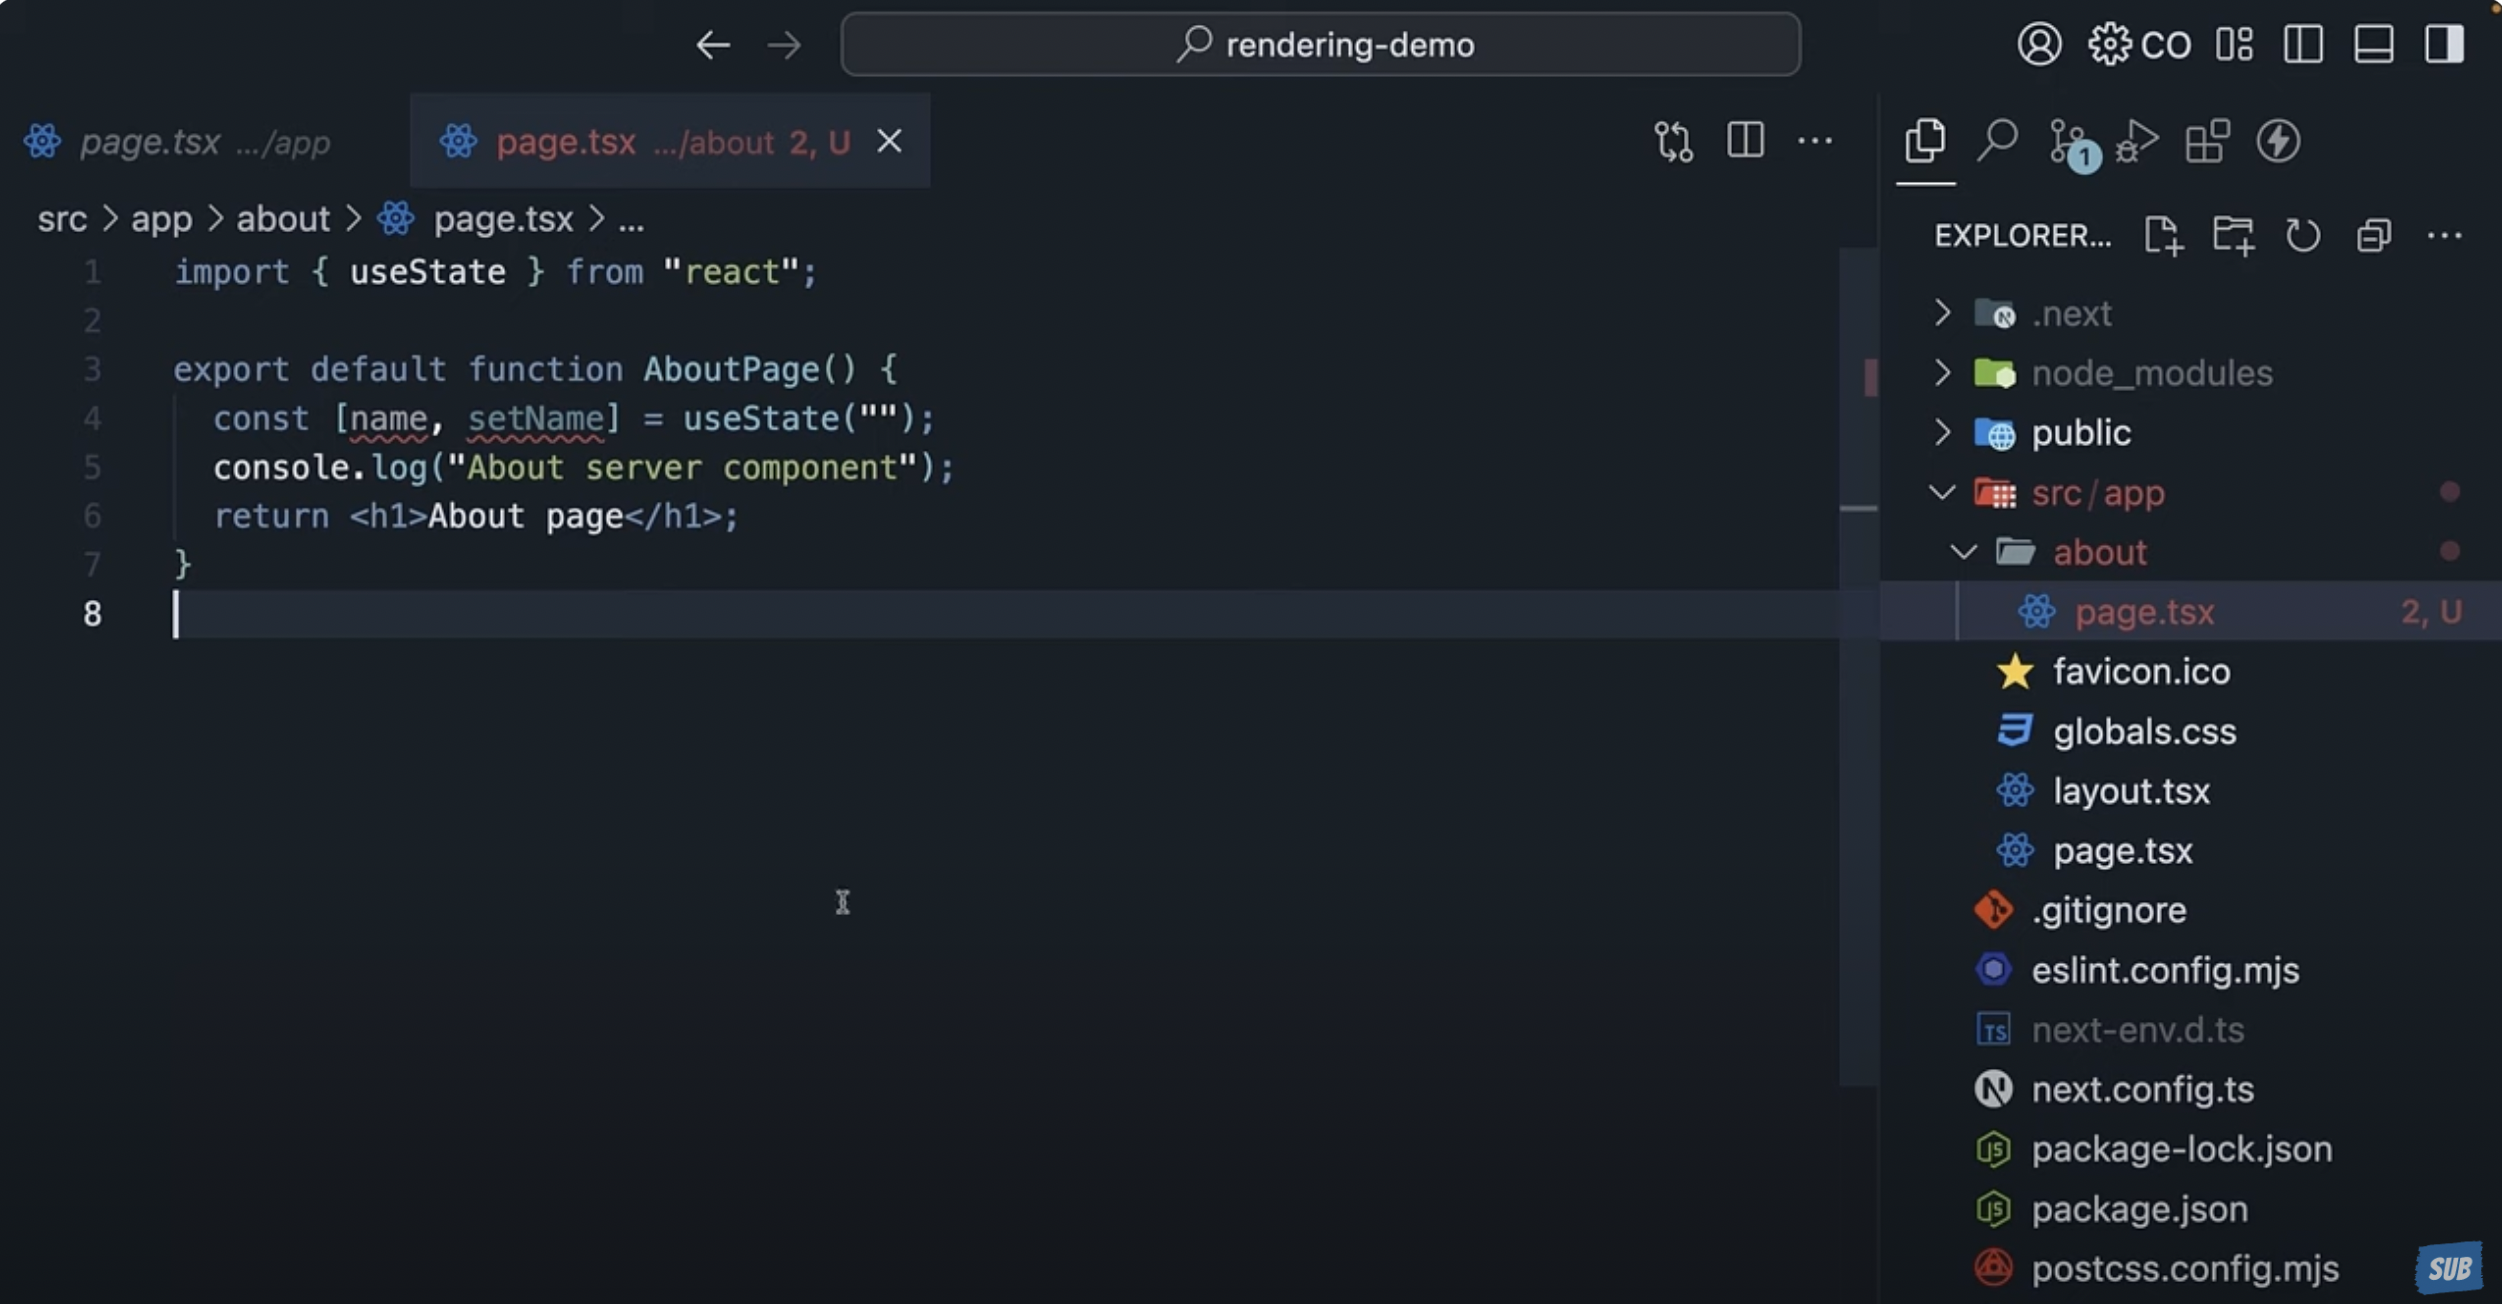 rendering-demo
CO
page.tsx .../app
page.tsx .../about 2, U
1
src > app > about > page.tsx > ...
1 import { useState } from "react";
2
3 export default function AboutPage() {
4 const [name, setName] = useState("");
5 console.log("About server component");
6 return <h1>About page</h1>;
7 }
8
EXPLORER...
.next
node_modules
public
src / app
about
page.tsx 2, U
favicon.ico
globals.css
layout.tsx
page.tsx
.gitignore
eslint.config.mjs
TS next-env.d.ts
N next.config.ts
JS package-lock.json
JS package.json
postcss.config.mjs
SUB